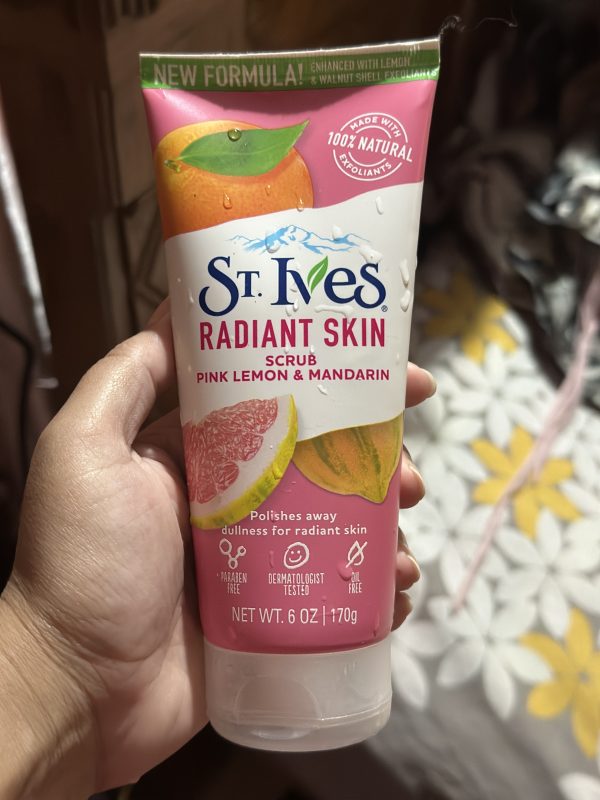 NEW FORMULA!
ENHANCED WITH LEMON
& WALNUT SHELL EXFOLIANTS
MADE WITH
100% NATURAL
EXFOLIANTS
ST. IVES®
RADIANT SKIN
SCRUB
PINK LEMON & MANDARIN
Polishes away
dullness for radiant skin
PARABEN
FREE
DERMATOLOGIST
TESTED
OIL
FREE
NET WT. 6 OZ | 170g